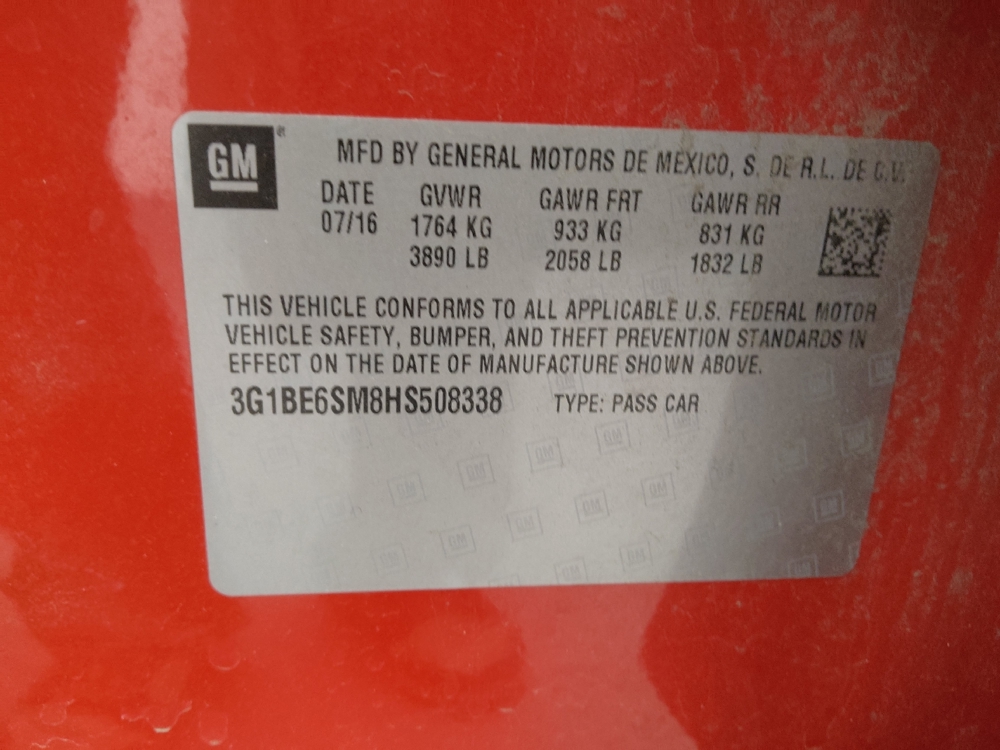 GM
MFD BY GENERAL MOTORS DE MEXICO, S. DE R.L. DE C.V.
DATE GVWR GAWR FRT GAWR RR
07/16 1764 KG 933 KG 831 KG
3890 LB 2058 LB 1832 LB
THIS VEHICLE CONFORMS TO ALL APPLICABLE U.S. FEDERAL MOTOR
VEHICLE SAFETY, BUMPER, AND THEFT PREVENTION STANDARDS IN
EFFECT ON THE DATE OF MANUFACTURE SHOWN ABOVE.
3G1BE6SM8HS508338 TYPE: PASS CAR